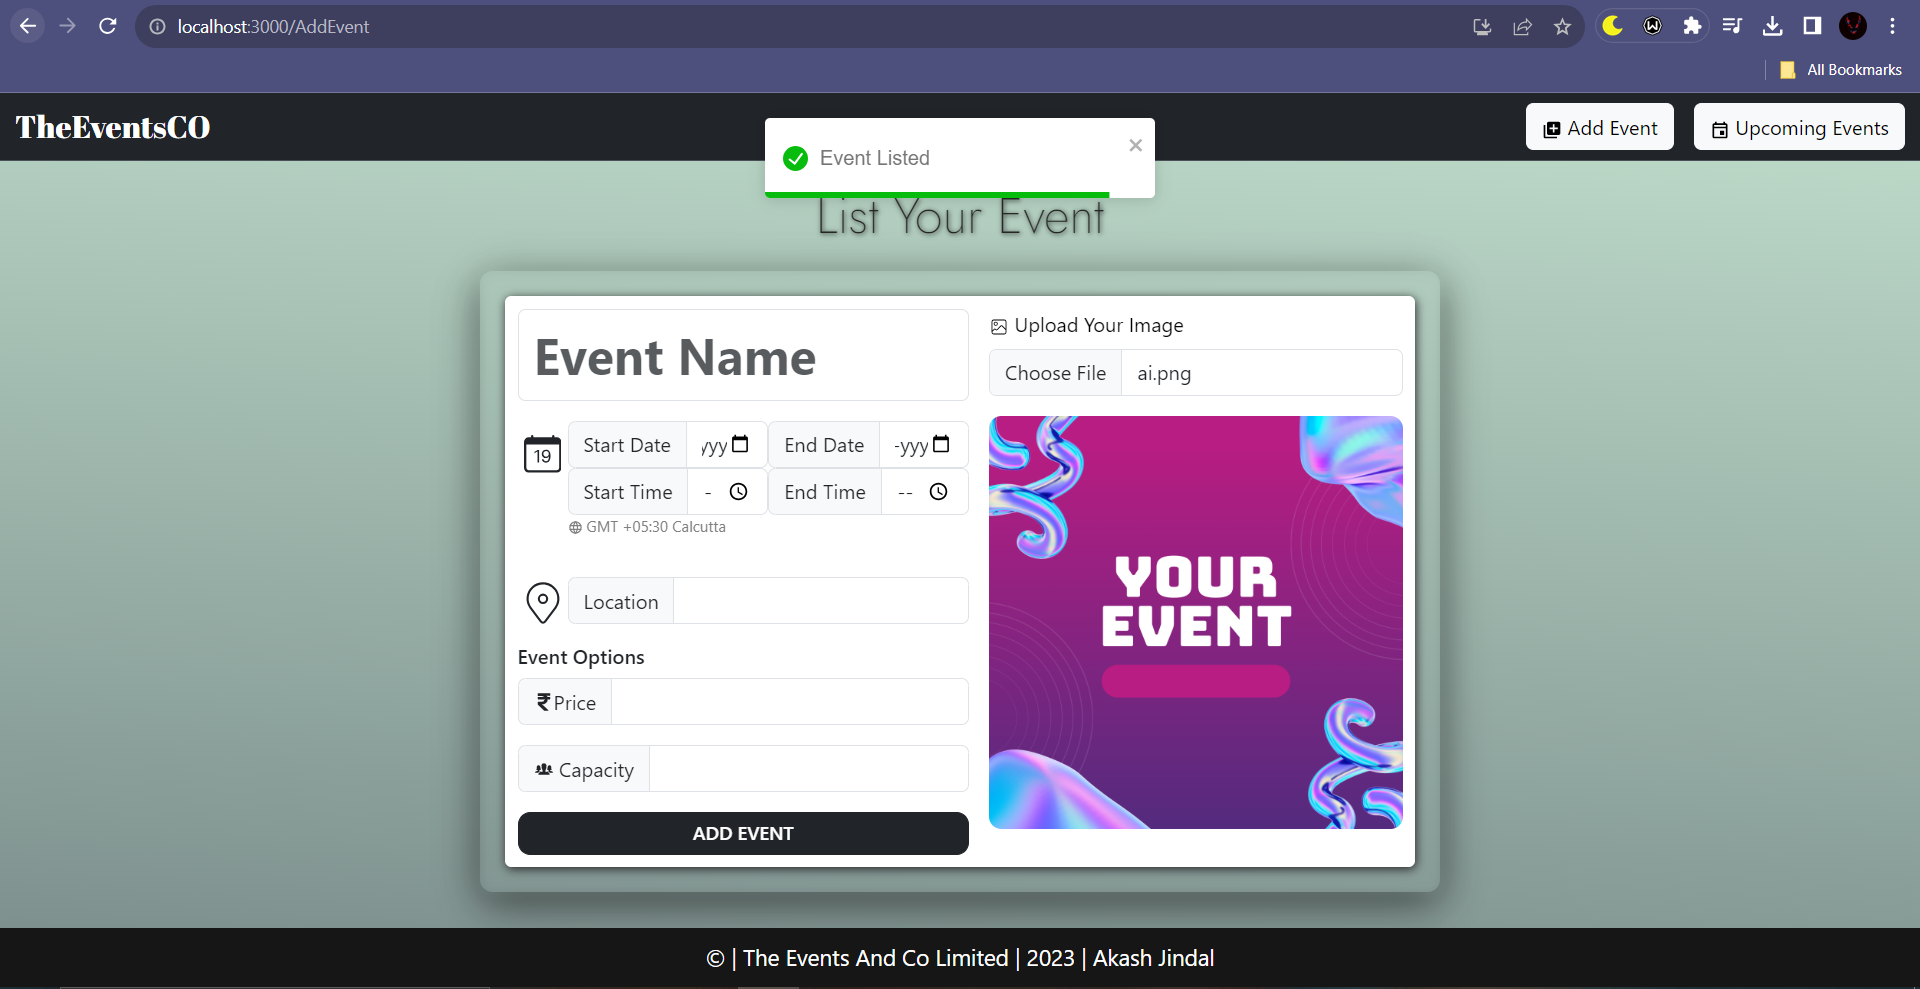 localhost:3000/AddEvent
All Bookmarks
TheEventsCO
Add Event
Upcoming Events
Event Listed
List Your Event
Event Name
Upload Your Image
Choose File ai.png
19
Start Date yyy
End Date -yyy
Start Time -
End Time --
GMT +05:30 Calcutta
Location
Event Options
₹ Price
Capacity
ADD EVENT
YOUR
EVENT
© | The Events And Co Limited | 2023 | Akash Jindal